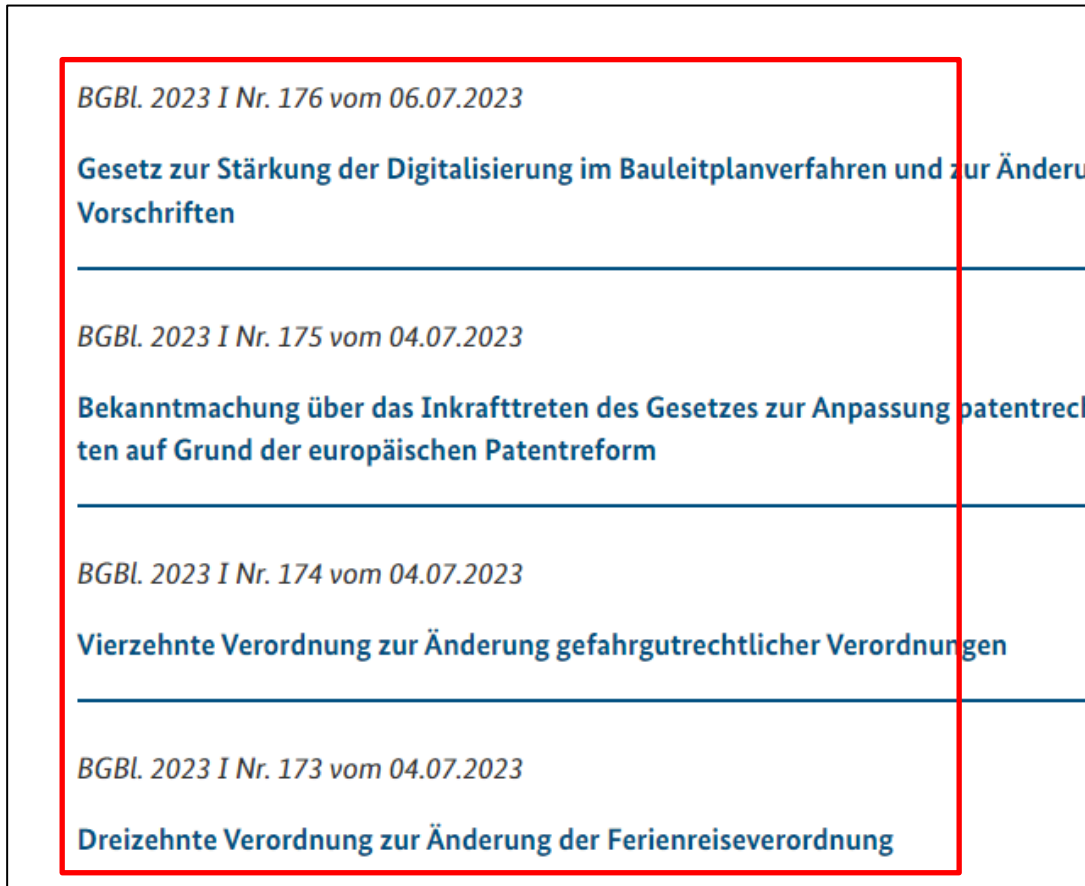 BGBl. 2023 I Nr. 176 vom 06.07.2023
Gesetz zur Stärkung der Digitalisierung im Bauleitplanverfahren und zur
Vorschriften
BGBl. 2023 I Nr. 175 vom 04.07.2023
Bekanntmachung über das Inkrafttreten des Gesetzes zur Anpassung
ten auf Grund der europäischen Patentreform
BGBl. 2023 I Nr. 174 vom 04.07.2023
Vierzehnte Verordnung zur Änderung gefahrgutrechtlicher Verordnungen
BGBl. 2023 I Nr. 173 vom 04.07.2023
Dreizehnte Verordnung zur Änderung der Ferienreiseverordnung